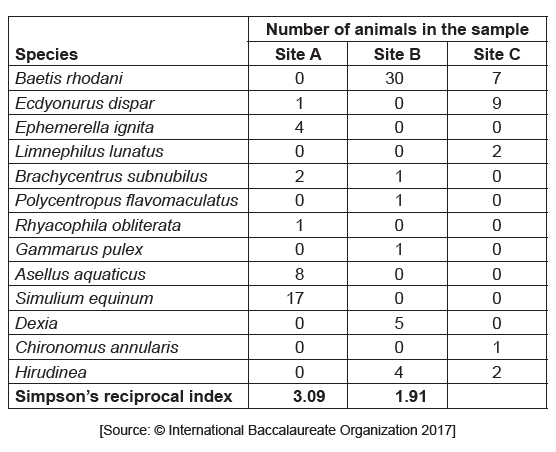 Number of animals in the sample
Species Site A Site B Site C
Baetis rhodani 0 30 7
Ecdyonurus dispar 1 0 9
Ephemerella ignita 4 0 0
Limnephilus lunatus 0 0 2
Brachycentrus subnubilus 2 1 0
Polycentropus flavomaculatus 0 1 0
Rhyacophila obliterata 1 0 0
Gammarus pulex 0 1 0
Asellus aquaticus 8 0 0
Simulium equinum 17 0 0
Dexia 0 5 0
Chironomus annularis 0 0 1
Hirudinea 0 4 2
Simpson’s reciprocal index 3.09 1.91
[Source: © International Baccalaureate Organization 2017]